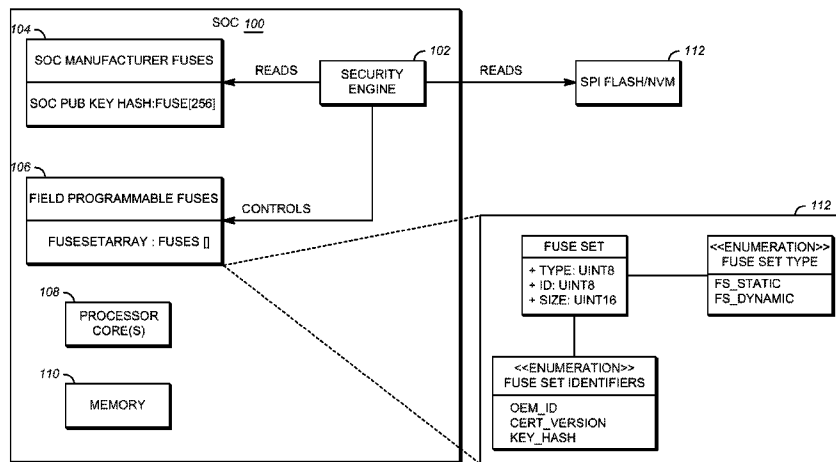 SOC 100
104
SOC MANUFACTURER FUSES
SOC PUB KEY HASH:FUSE[256]
READS
102
SECURITY
ENGINE
READS
112
SPI FLASH/NVM
106
FIELD PROGRAMMABLE FUSES
FUSESETARRAY : FUSES []
CONTROLS
108
PROCESSOR
CORE(S)
110
MEMORY
112
FUSE SET
+ TYPE: UINT8
+ ID: UINT8
+ SIZE: UINT16
<<ENUMERATION>>
FUSE SET TYPE
FS_STATIC
FS_DYNAMIC
<<ENUMERATION>>
FUSE SET IDENTIFIERS
OEM_ID
CERT_VERSION
KEY_HASH